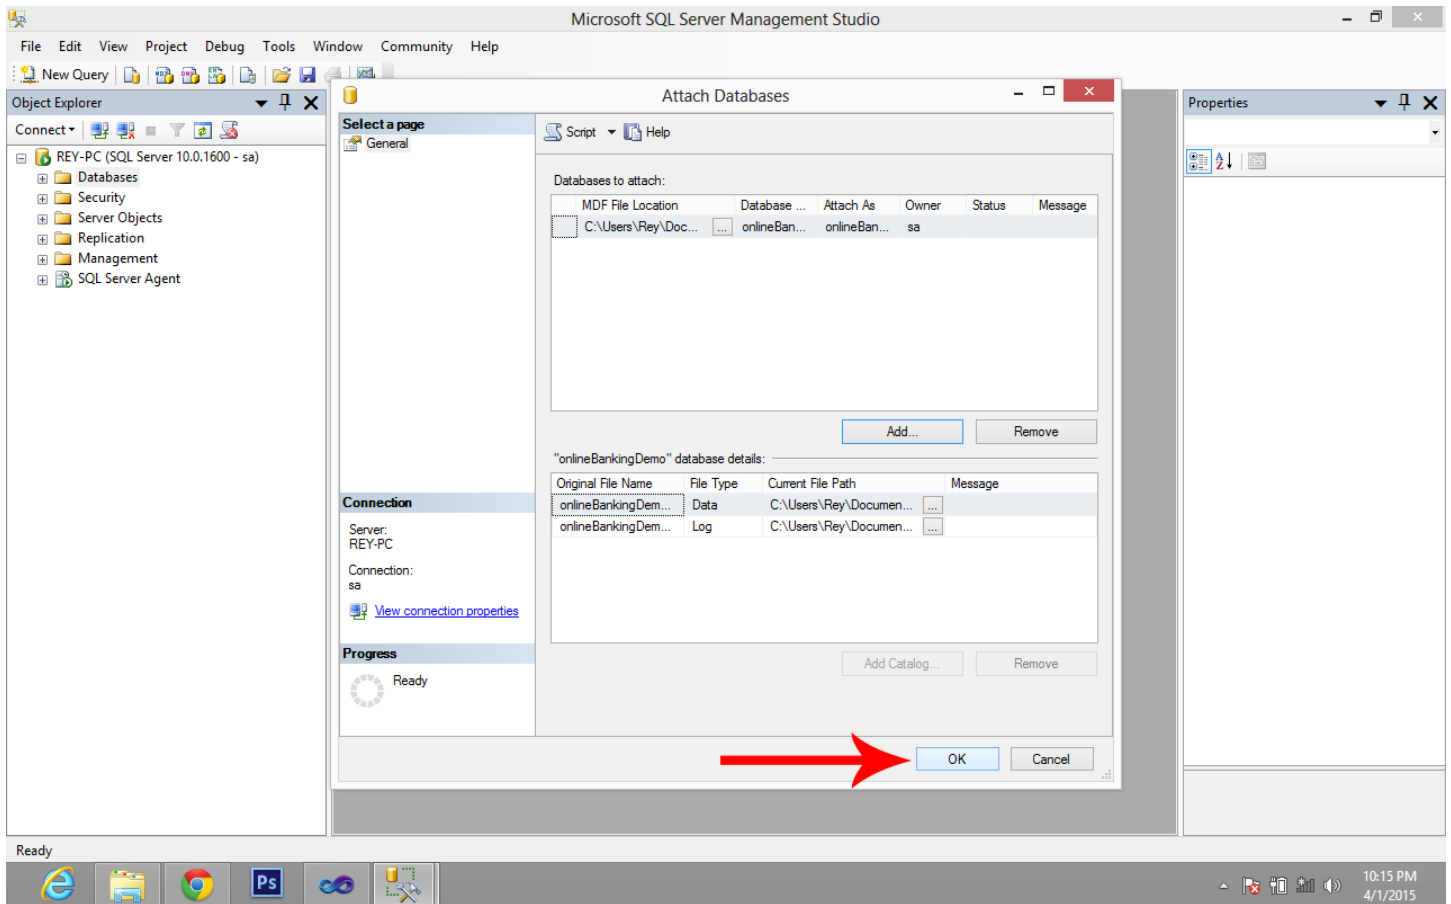 Microsoft SQL Server Management Studio
File Edit View Project Debug Tools Window Community Help
New Query
Object Explorer
Connect
REY-PC (SQL Server 10.0.1600 - sa)
Databases
Security
Server Objects
Replication
Management
SQL Server Agent
Attach Databases
Select a page
General
Connection
Server:
REY-PC
Connection:
sa
View connection properties
Progress
Ready
Script Help
Databases to attach:
MDF File Location Database ... Attach As Owner Status Message
C:\Users\Rey\Doc... ... onlineBan... onlineBan... sa
Add... Remove
"onlineBankingDemo" database details:
Original File Name File Type Current File Path Message
onlineBankingDem... Data C:\Users\Rey\Documen... ...
onlineBankingDem... Log C:\Users\Rey\Documen... ...
Add Catalog... Remove
OK Cancel
Properties
Ready
Ps
10:15 PM
4/1/2015